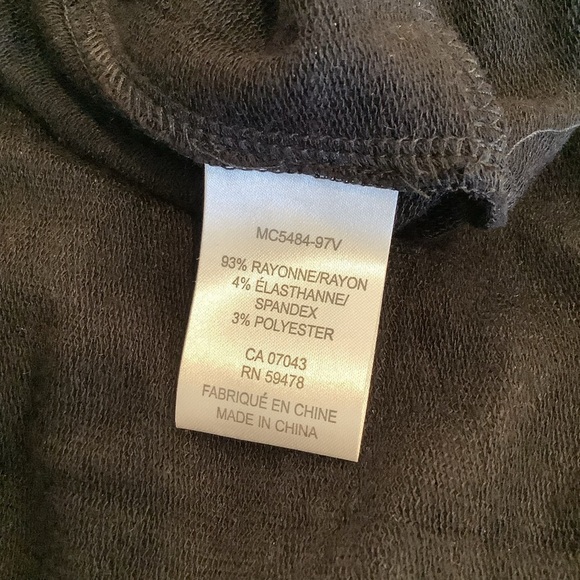 MC5484-97V
93% RAYONNE/RAYON
4% ÉLASTHANNE/
SPANDEX
3% POLYESTER
CA 07043
RN 59478
FABRIQUÉ EN CHINE
MADE IN CHINA